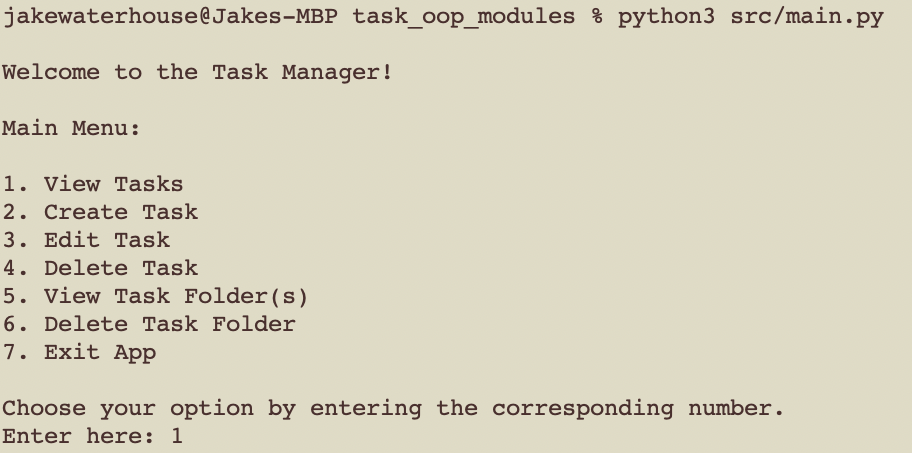 jakewaterhouse@Jakes-MBP task_oop_modules % python3 src/main.py
Welcome to the Task Manager!
Main Menu:
1. View Tasks
2. Create Task
3. Edit Task
4. Delete Task
5. View Task Folder(s)
6. Delete Task Folder
7. Exit App
Choose your option by entering the corresponding number.
Enter here: 1